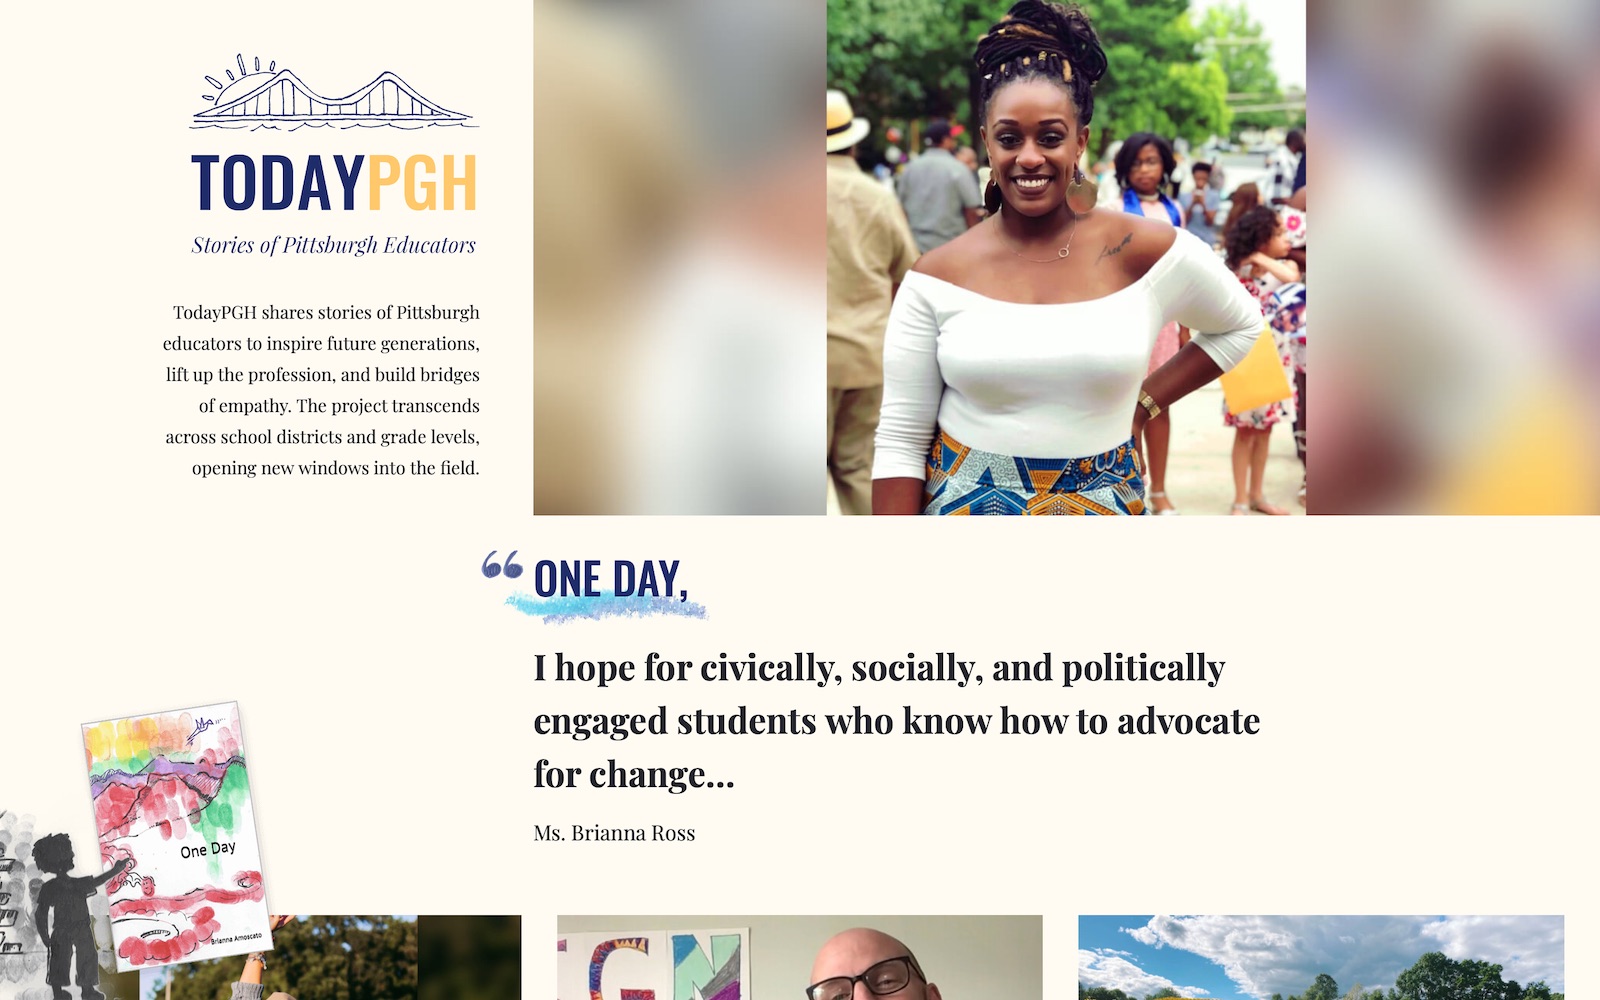 TODAYPGH
Stories of Pittsburgh Educators
TodayPGH shares stories of Pittsburgh
educators to inspire future generations,
lift up the profession, and build bridges
of empathy. The project transcends
across school districts and grade levels,
opening new windows into the field.
“ ONE DAY,
I hope for civically, socially, and politically
engaged students who know how to advocate
for change...
Ms. Brianna Ross
One Day
Brianna Amoscato
GN